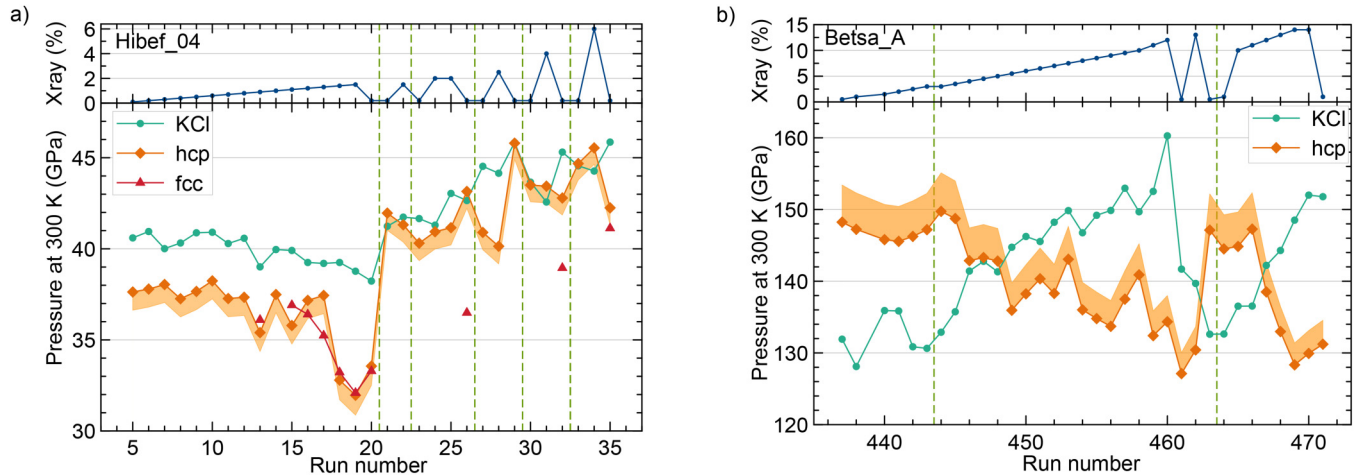 a)
Hibef_04
Xray (%)
6
4
2
0
KCl
hcp
fcc
Pressure at 300 K (GPa)
45
40
35
30
5 10 15 20 25 30 35
Run number
b)
Betsa_A
Xray (%)
15
10
5
0
KCl
hcp
Pressure at 300 K (GPa)
160
150
140
130
120
440 450 460 470
Run number